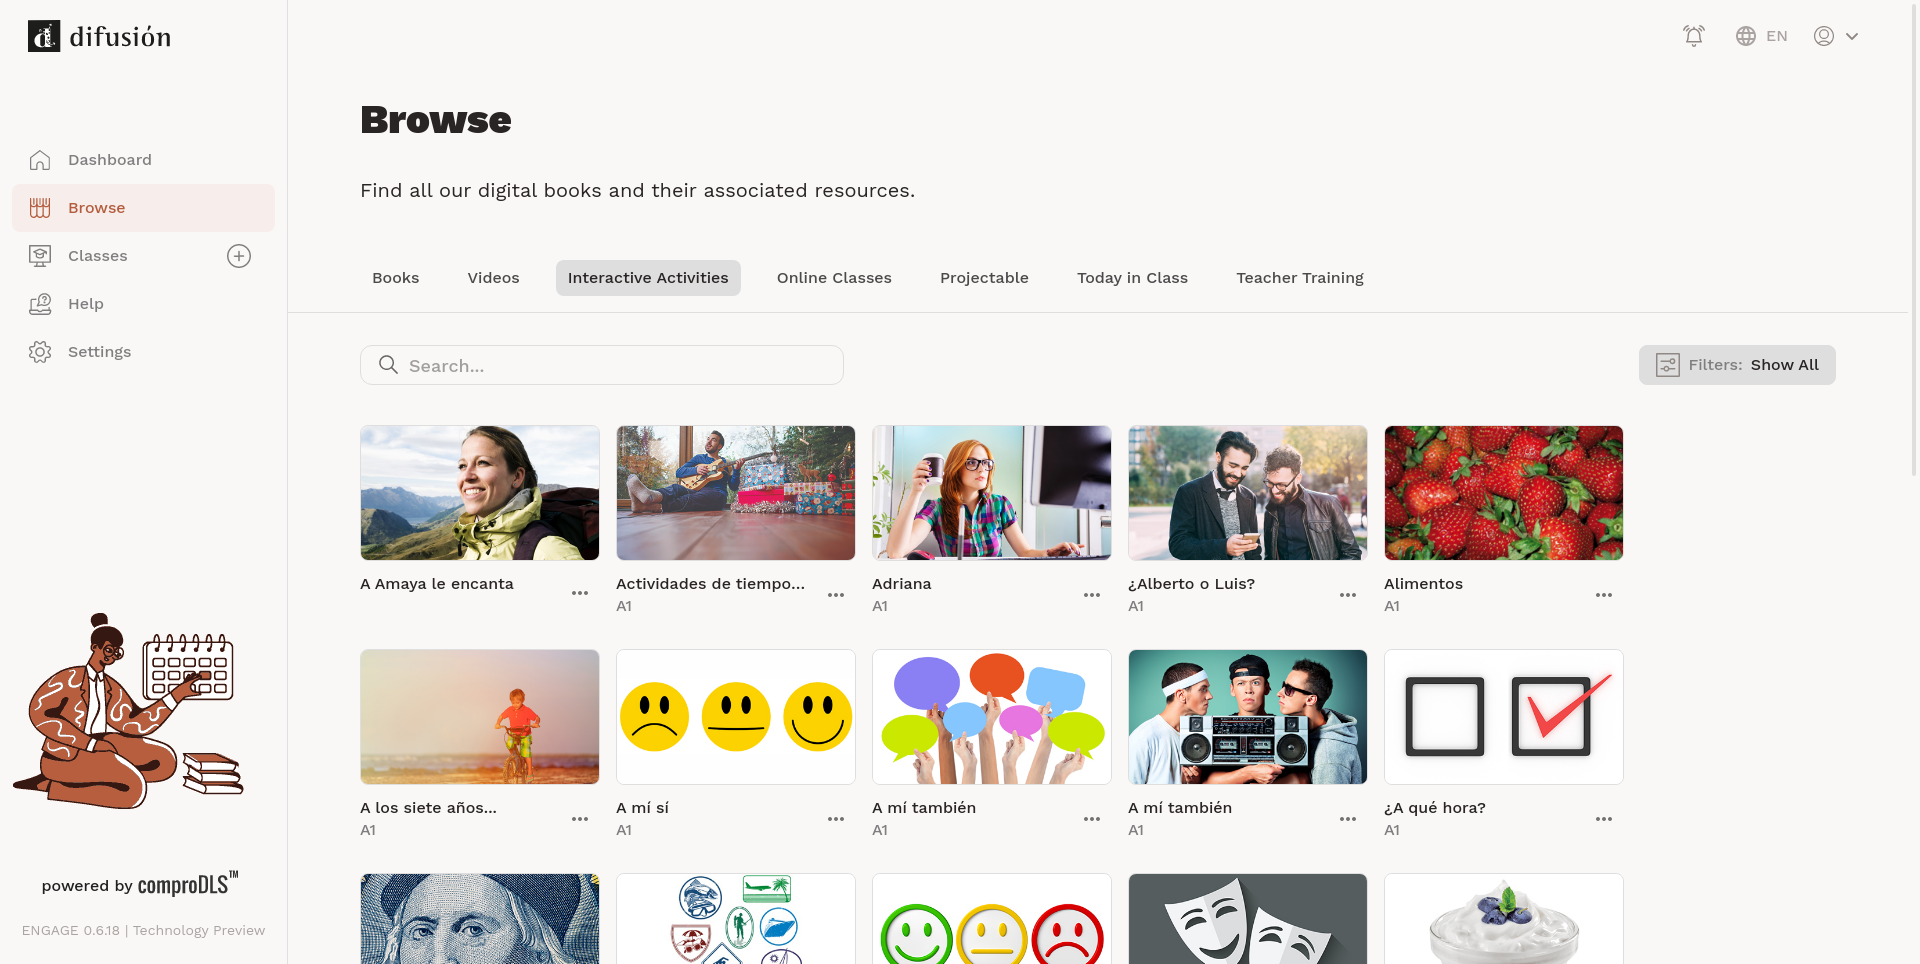 difusión
EN
Browse
Find all our digital books and their associated resources.
Dashboard
Browse
Classes
Help
Settings
Books Videos Interactive Activities Online Classes Projectable Today in Class Teacher Training
Search...
Filters: Show All
A Amaya le encanta
Actividades de tiempo...
A1
Adriana
A1
¿Alberto o Luis?
A1
Alimentos
A1
A los siete años...
A1
A mí sí
A1
A mí también
A1
A mí también
A1
¿A qué hora?
A1
powered by comproDLS™
ENGAGE 0.6.18 | Technology Preview